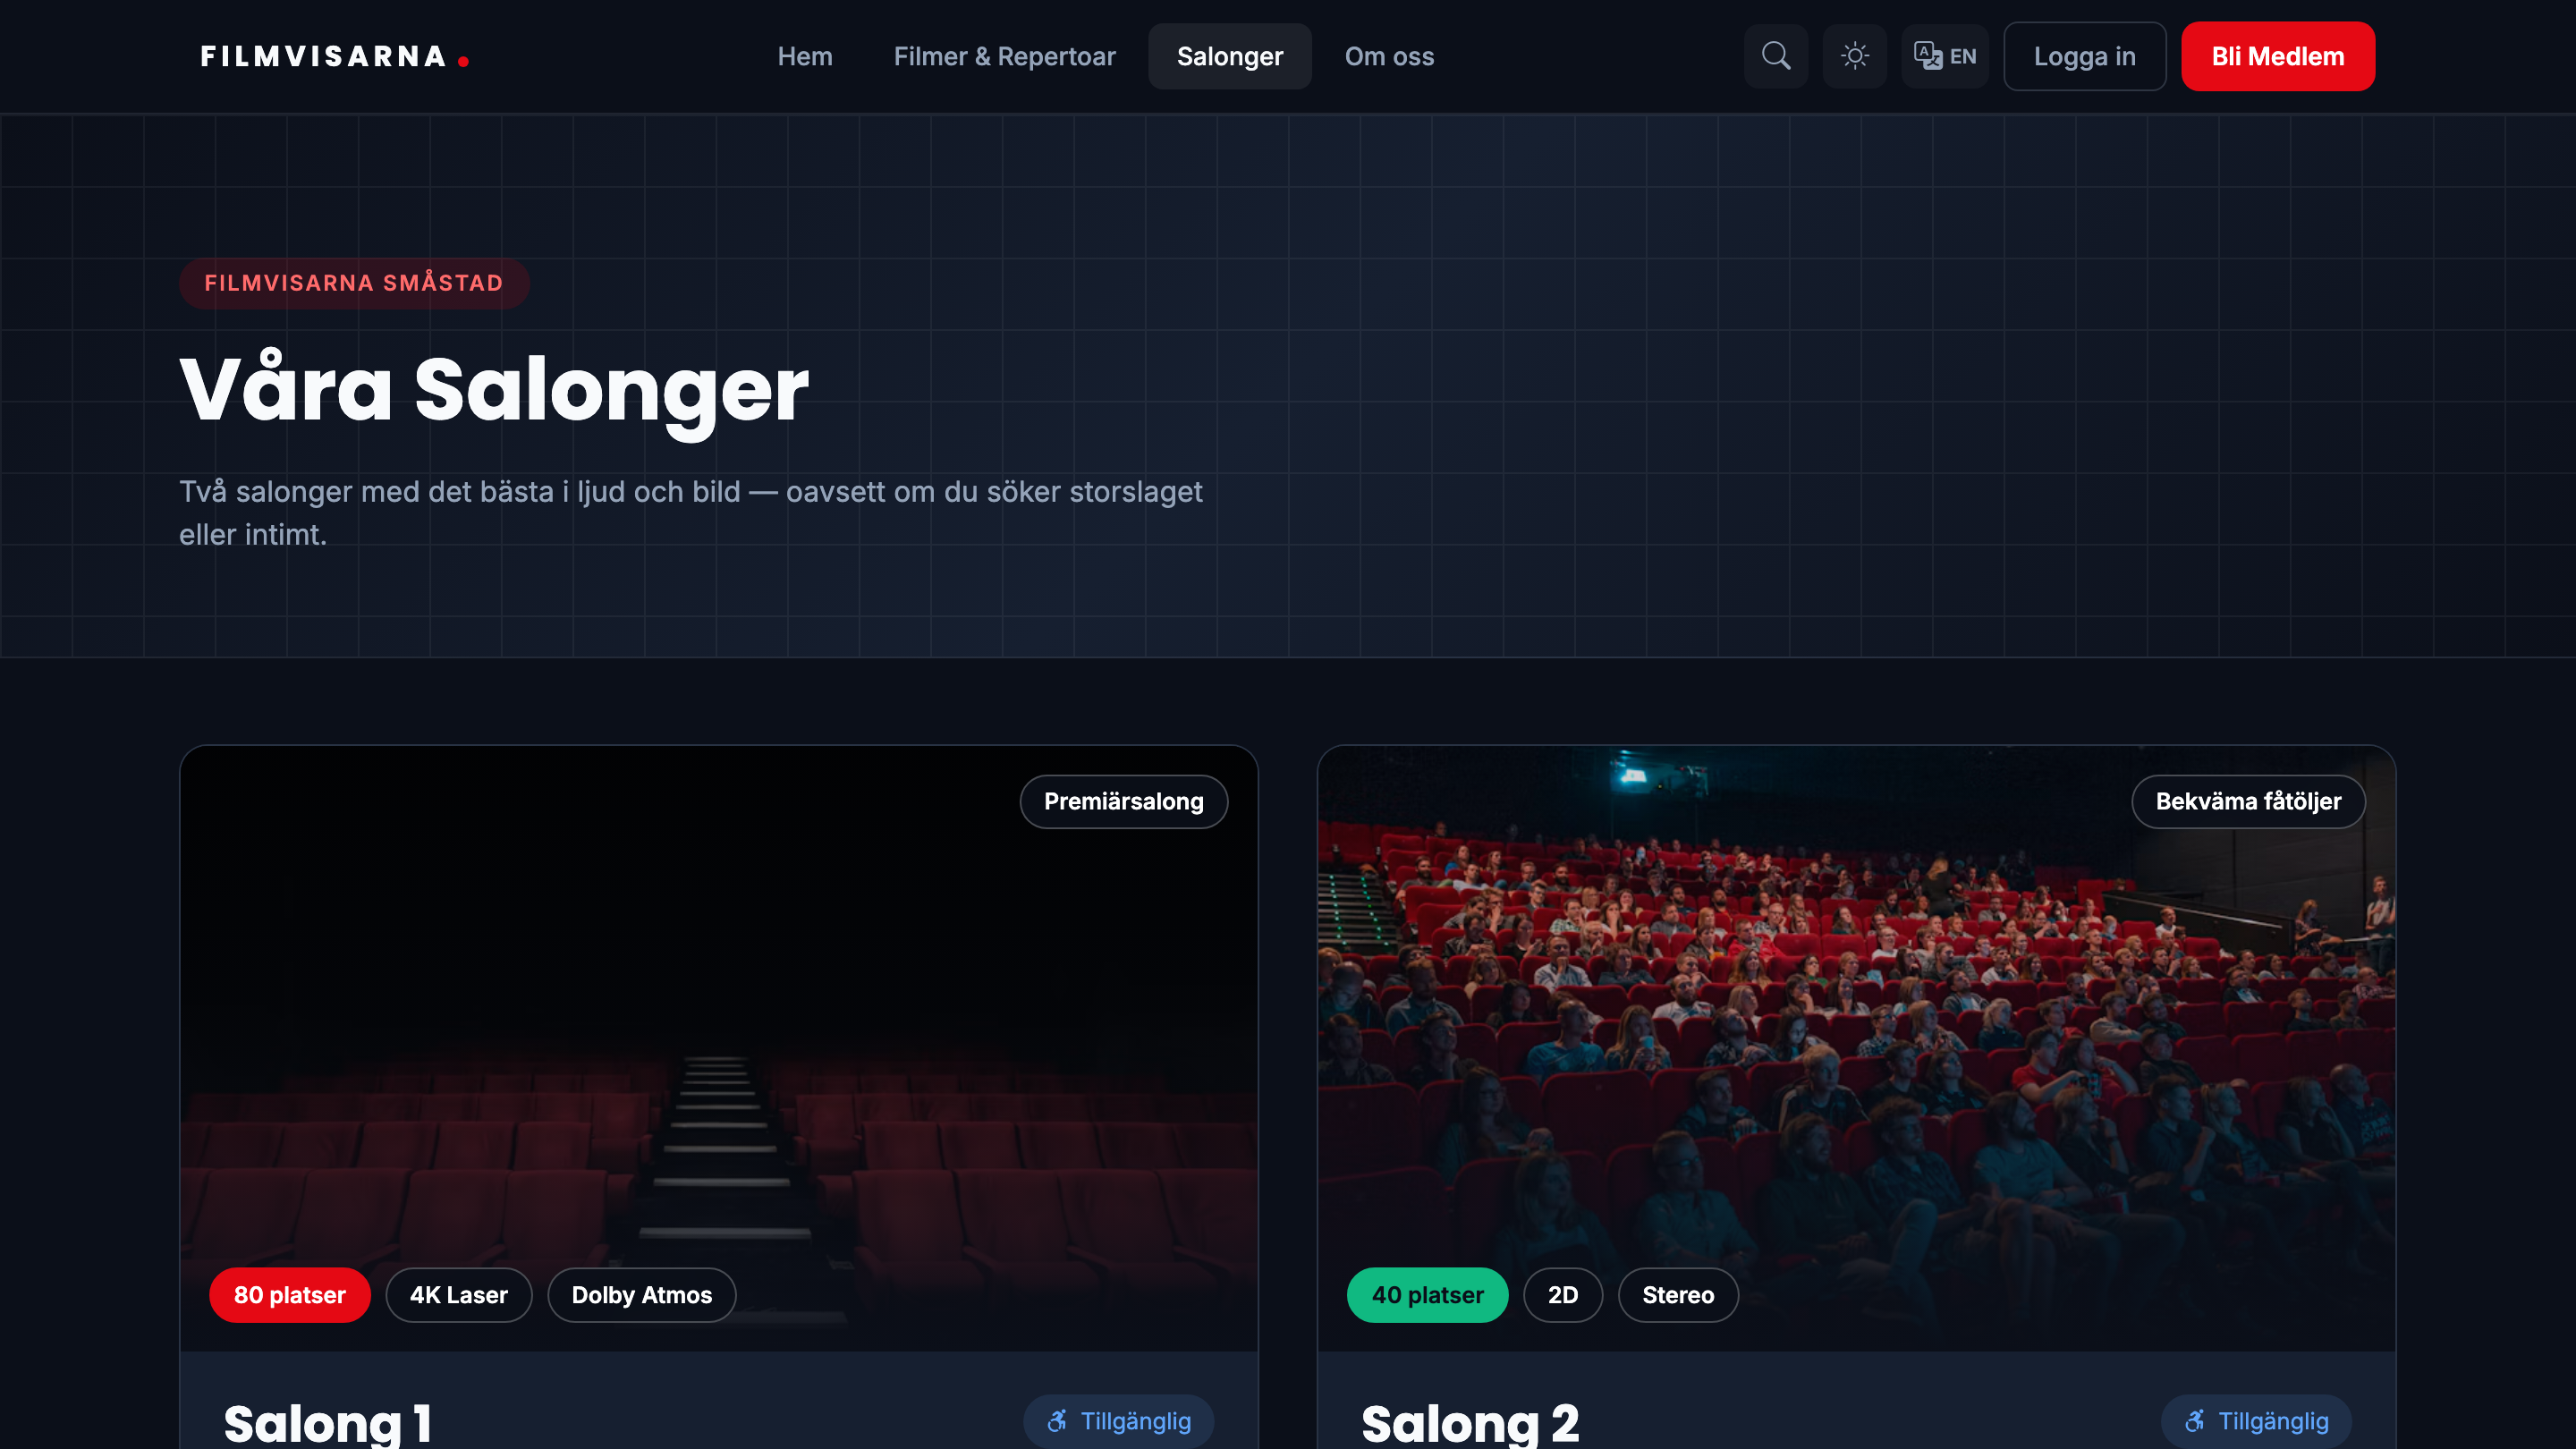 FILMVISARNA.
Hem
Filmer & Repertoar
Salonger
Om oss
EN
Logga in
Bli Medlem
FILMVISARNA SMÅSTAD
Våra Salonger
Två salonger med det bästa i ljud och bild — oavsett om du söker storslaget
eller intimt.
Premiärsalong
80 platser
4K Laser
Dolby Atmos
Salong 1
Tillgänglig
Bekväma fåtöljer
40 platser
2D
Stereo
Salong 2
Tillgänglig